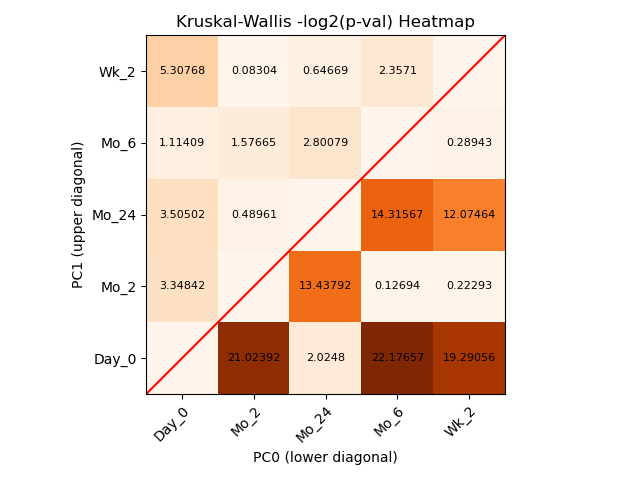 Kruskal-Wallis -log2(p-val) Heatmap
PC1 (upper diagonal)
Wk_2 5.30768 0.08304 0.64669 2.3571
Mo_6 1.11409 1.57665 2.80079 0.28943
Mo_24 3.50502 0.48961 14.31567 12.07464
Mo_2 3.34842 13.43792 0.12694 0.22293
Day_0 21.02392 2.0248 22.17657 19.29056
Day_0 Mo_2 Mo_24 Mo_6 Wk_2
PC0 (lower diagonal)